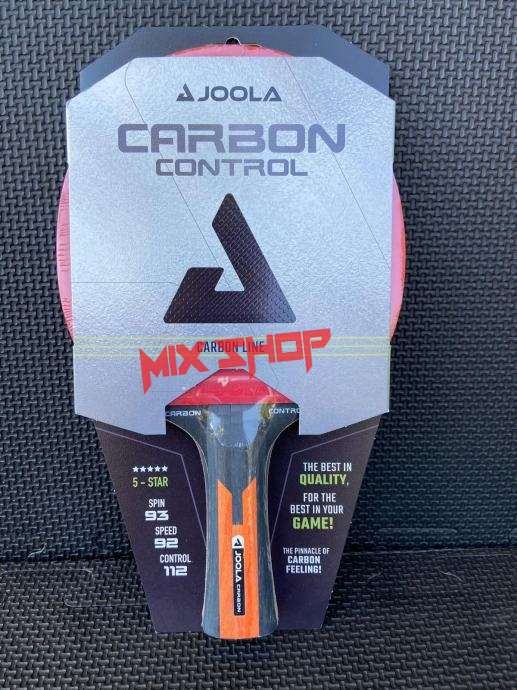 JOOLA
CARBON
CONTROL
CARBON LINE
MIX SHOP
CARBON CONTROL
★★★★★
5 - STAR
SPIN
93
SPEED
92
CONTROL
112
THE BEST IN
QUALITY,
FOR THE
BEST IN YOUR
GAME!
THE PINNACLE OF
CARBON
FEELING!
JOOLA CARBON